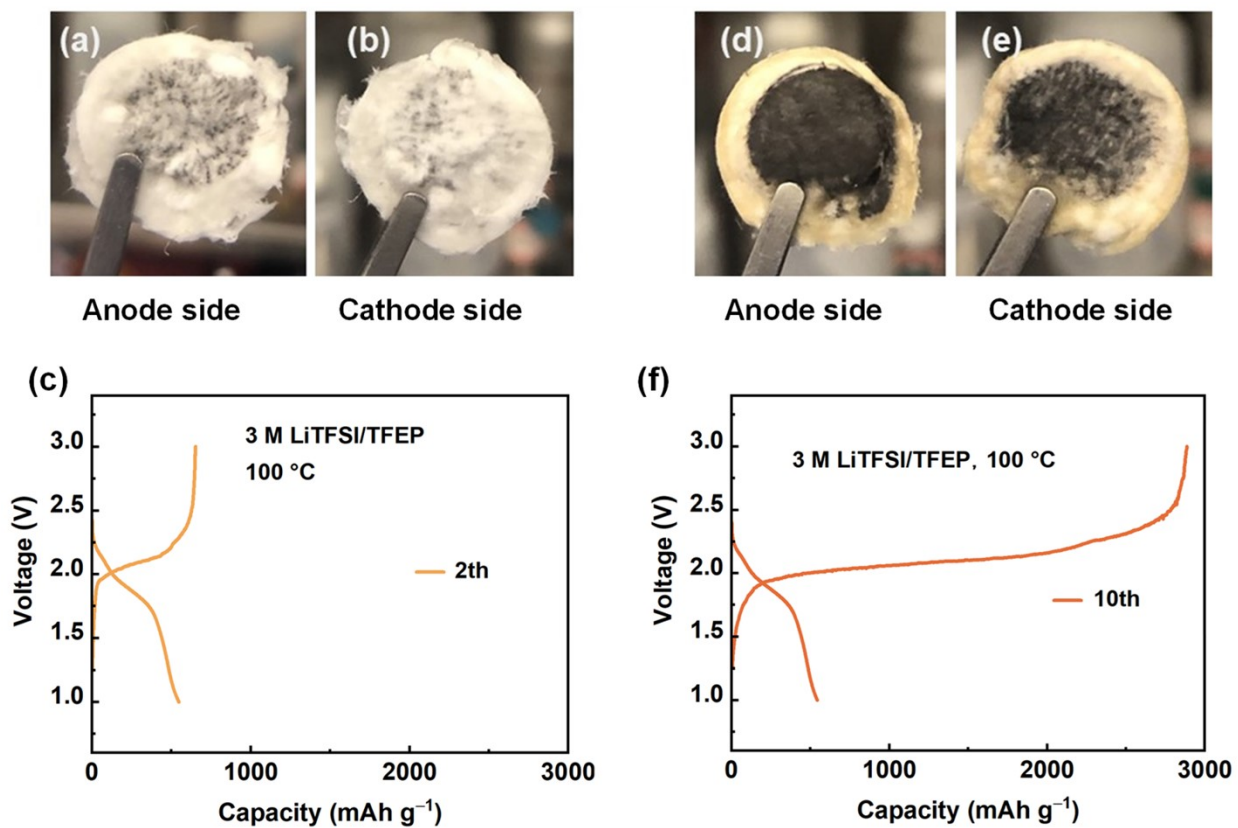 (a)
(b)
(d)
(e)
Anode side
Cathode side
Anode side
Cathode side
(c)
3 M LiTFSI/TFEP
100 °C
2th
3.0
2.5
2.0
1.5
1.0
Voltage (V)
0
1000
2000
3000
Capacity (mAh g⁻¹)
(f)
3 M LiTFSI/TFEP, 100 °C
10th
3.0
2.5
2.0
1.5
1.0
Voltage (V)
0
1000
2000
3000
Capacity (mAh g⁻¹)